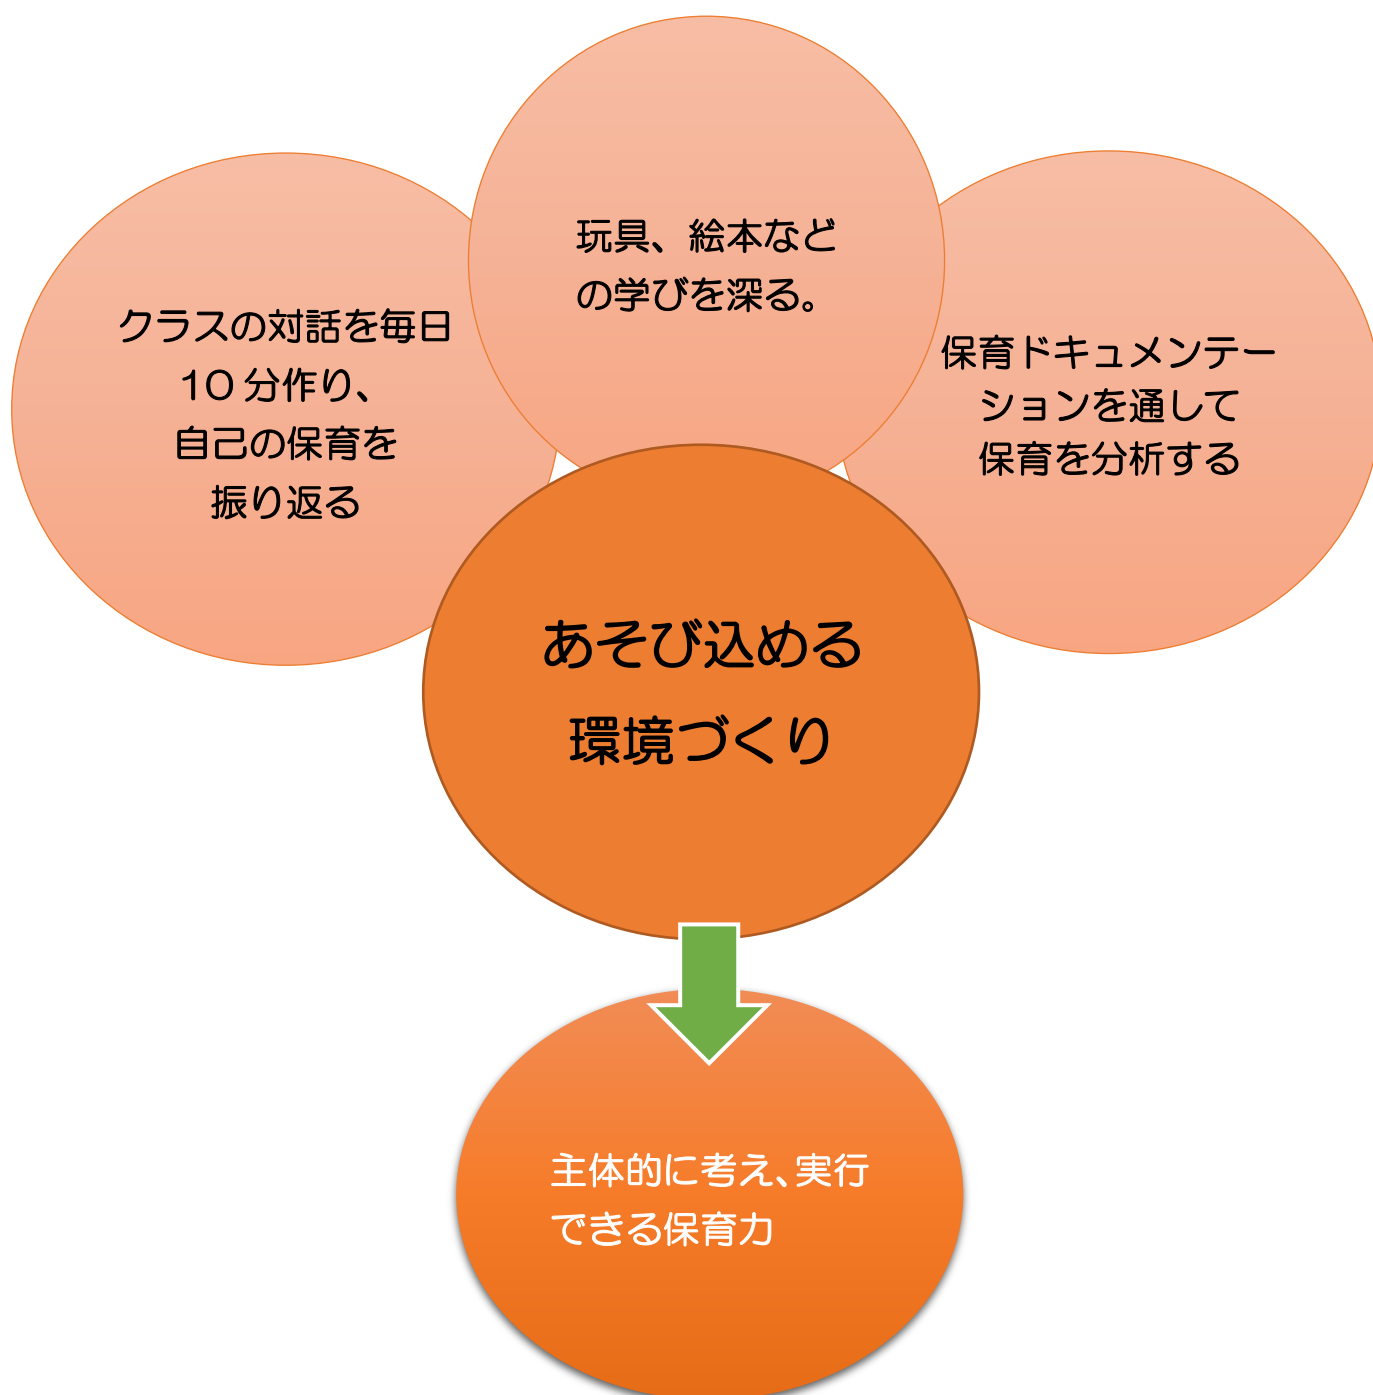 玩具、絵本など
の学びを深る。
クラスの対話を毎日
10 分作り、
自己の保育を
振り返る
保育ドキュメンテー
ションを通して
保育を分析する
あそび込める
環境づくり
主体的に考え、実行
できる保育力